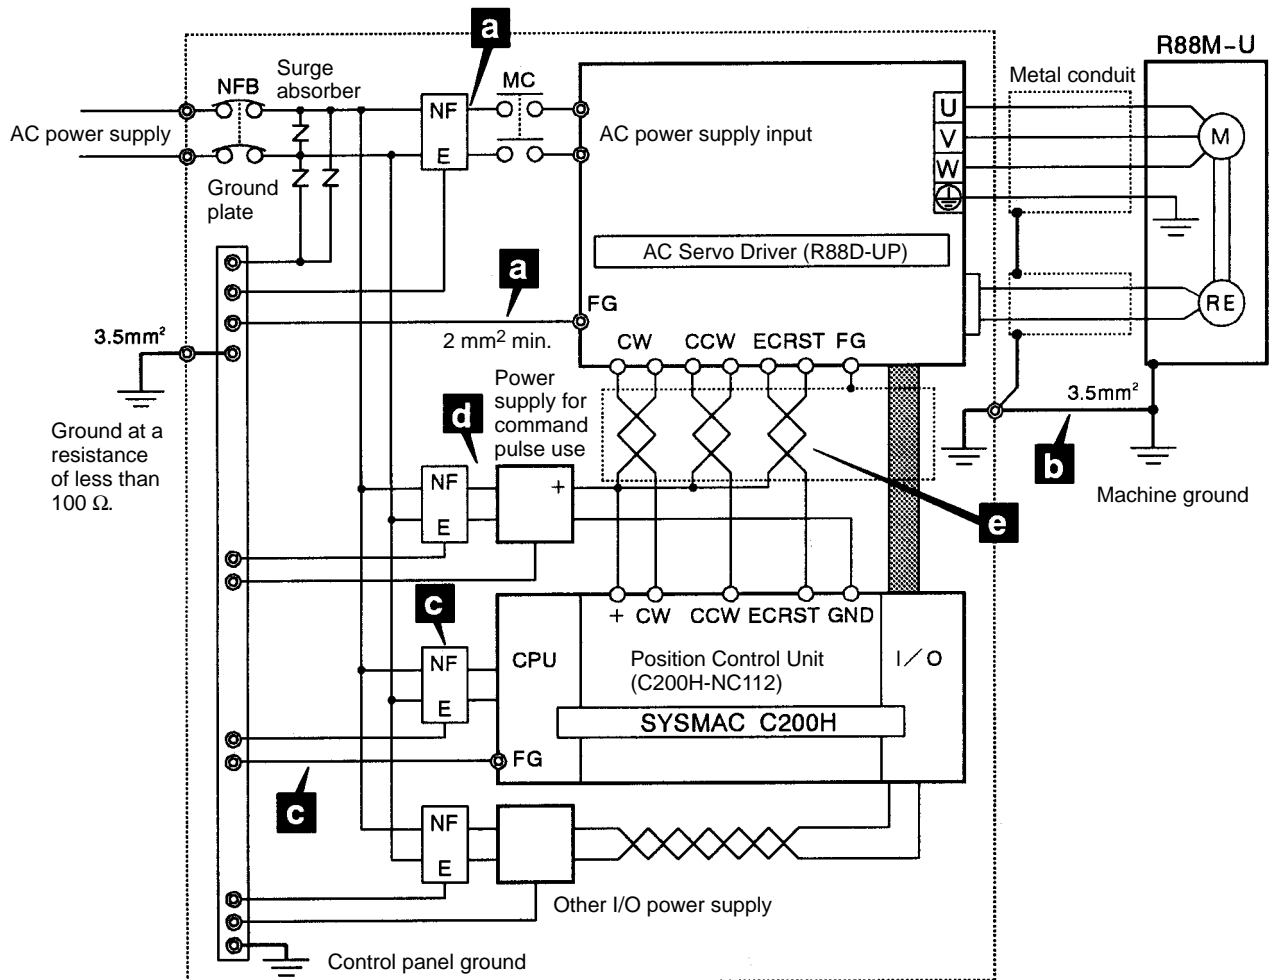 a
R88M-U
Surge
absorber
NFB
MC
Metal conduit
NF
E
AC power supply
AC power supply input
U
V
W
M
Ground
plate
AC Servo Driver (R88D-UP)
a
FG
RE
3.5mm²
2 mm² min.
CW
CCW
ECRST
FG
Power
supply for
command
pulse use
d
3.5mm²
Ground at a
resistance
of less than
100 Ω.
b
Machine ground
NF
E
+
e
c
+
CW
CCW
ECRST
GND
NF
E
CPU
Position Control Unit
(C200H-NC112)
I/O
SYSMAC C200H
FG
c
NF
E
Other I/O power supply
Control panel ground